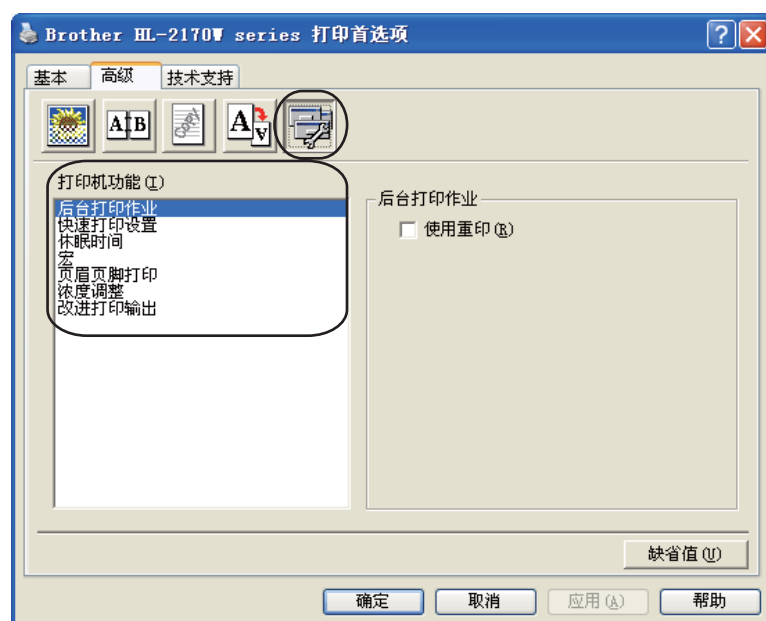 Brother HL-2170W series 打印首选项
基本 高级 技术支持
A B COPY A V
打印机功能(I)
后台打印作业
快速打印设置
休眠时间
宏
页眉页脚打印
浓度调整
改进打印输出
后台打印作业
使用重印(R)
缺省值(U)
确定 取消 应用(A) 帮助